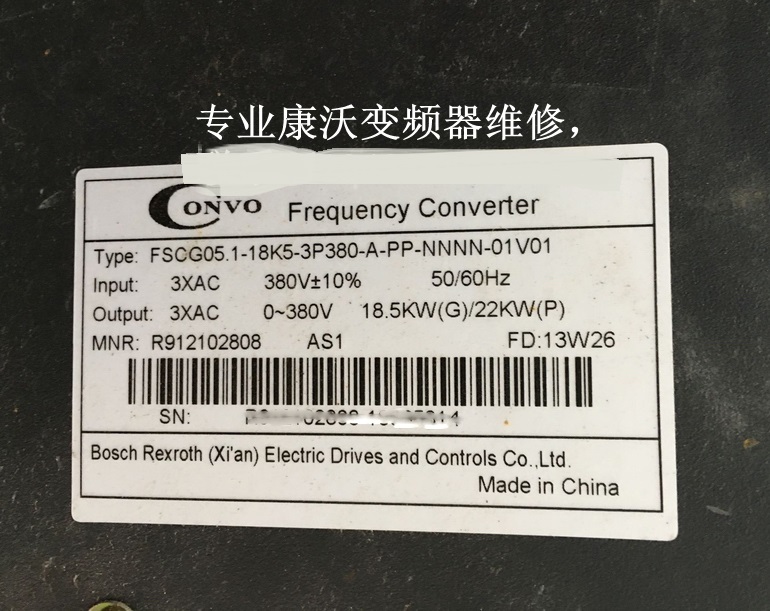 专业康沃变频器维修，
CONVO Frequency Converter
Type: FSCG05.1-18K5-3P380-A-PP-NNNN-01V01
Input: 3XAC 380V±10% 50/60Hz
Output: 3XAC 0~380V 18.5KW(G)/22KW(P)
MNR: R912102808 AS1 FD:13W26
SN:
Bosch Rexroth (Xi'an) Electric Drives and Controls Co.,Ltd.
Made in China